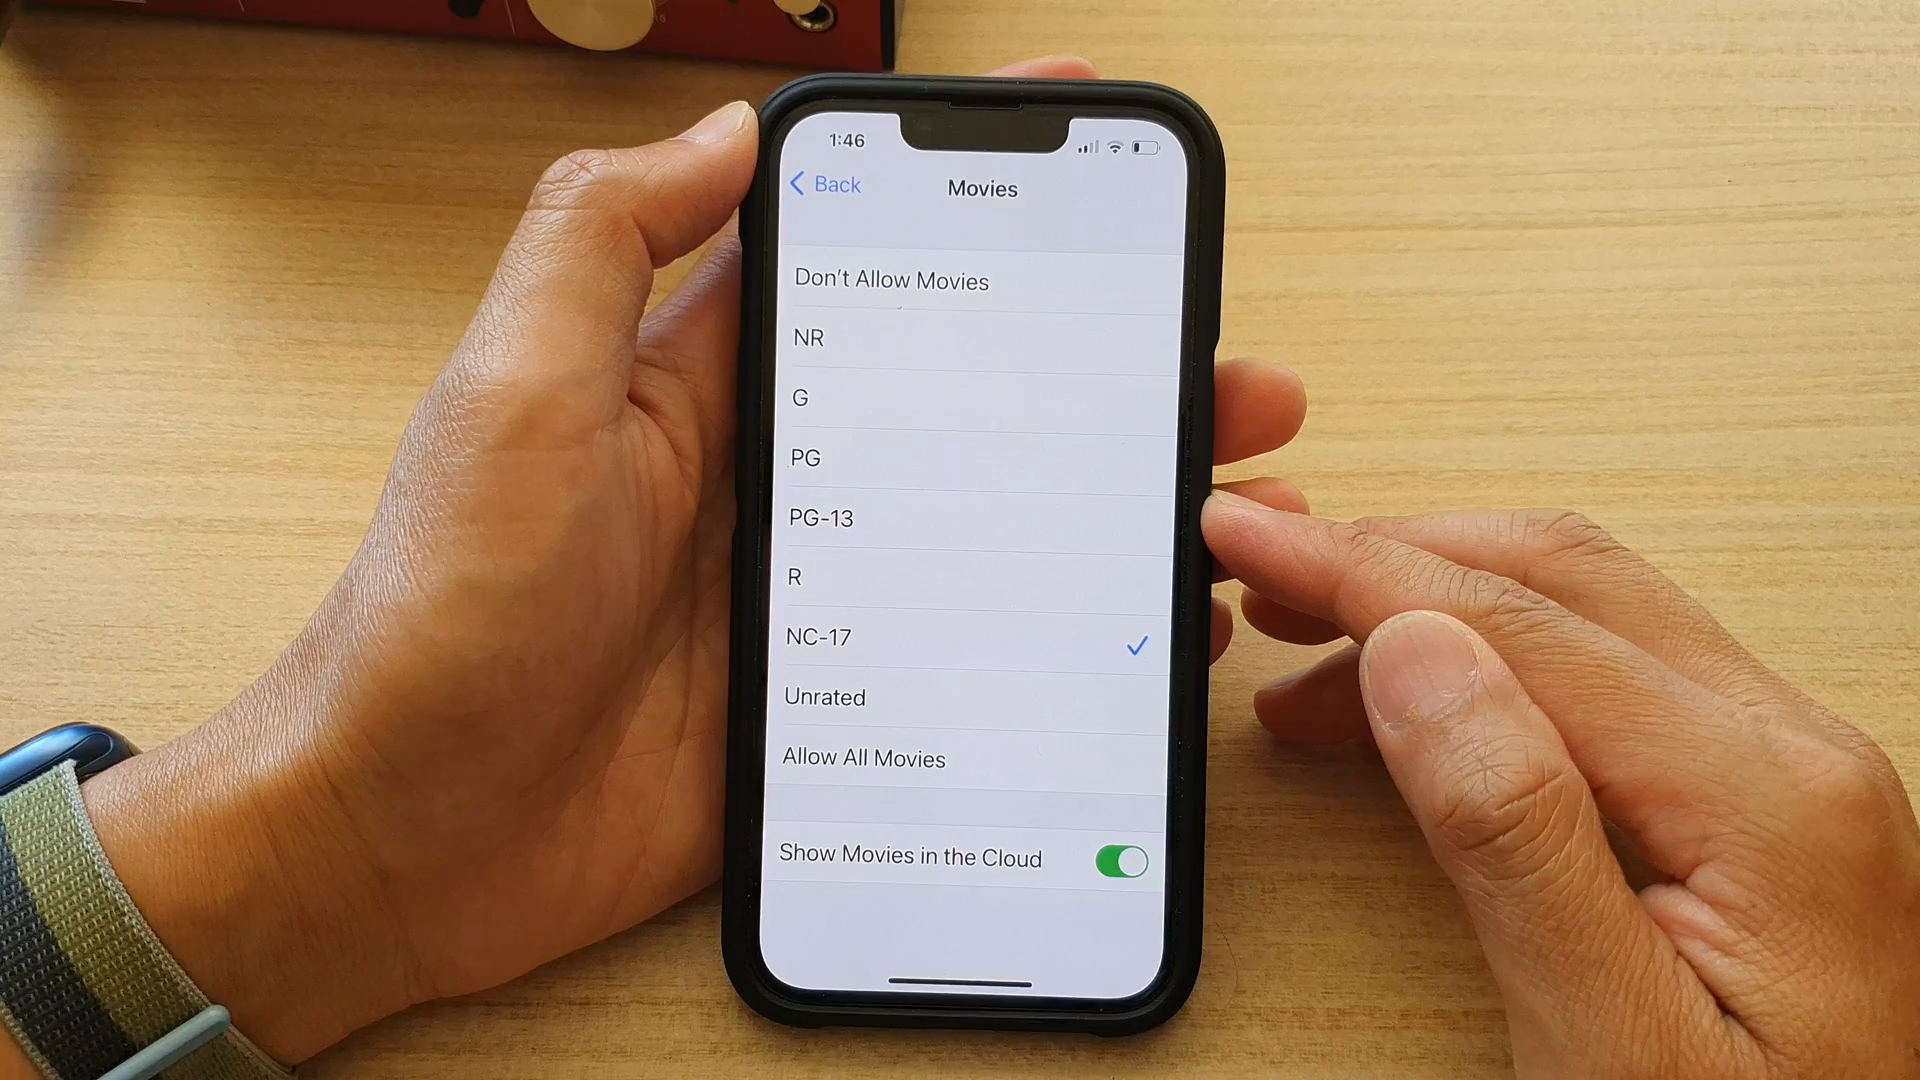 1:46
Back
Movies
Don't Allow Movies
NR
G
PG
PG-13
R
NC-17
Unrated
Allow All Movies
Show Movies in the Cloud